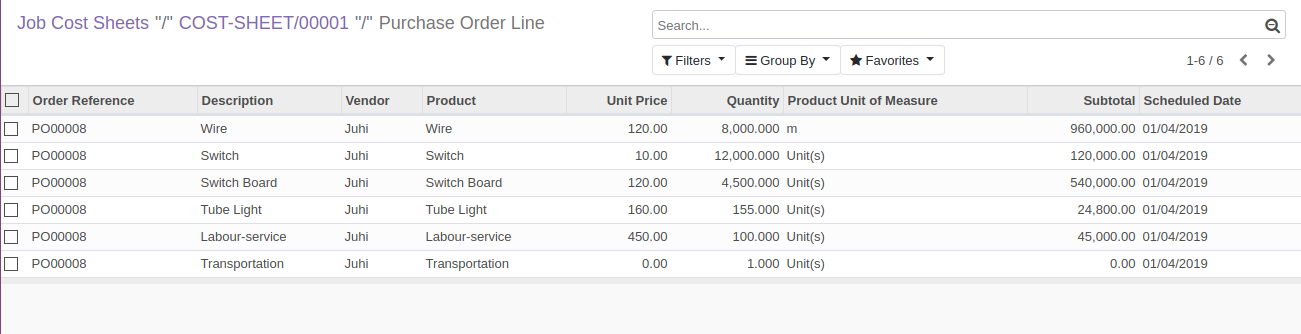 Job Cost Sheets "/" COST-SHEET/00001 "/" Purchase Order Line
Search...
Filters Group By Favorites 1-6 / 6
Order Reference Description Vendor Product Unit Price Quantity Product Unit of Measure Subtotal Scheduled Date
PO00008 Wire Juhi Wire 120.00 8,000.000 m 960,000.00 01/04/2019
PO00008 Switch Juhi Switch 10.00 12,000.000 Unit(s) 120,000.00 01/04/2019
PO00008 Switch Board Juhi Switch Board 120.00 4,500.000 Unit(s) 540,000.00 01/04/2019
PO00008 Tube Light Juhi Tube Light 160.00 155.000 Unit(s) 24,800.00 01/04/2019
PO00008 Labour-service Juhi Labour-service 450.00 100.000 Unit(s) 45,000.00 01/04/2019
PO00008 Transportation Juhi Transportation 0.00 1.000 Unit(s) 0.00 01/04/2019